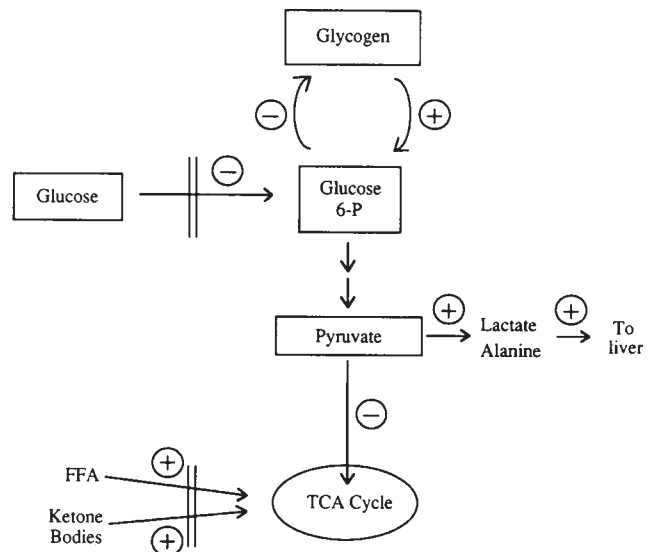 Glycogen
−
+
−
Glucose
Glucose
6-P
Pyruvate
+
Lactate
Alanine
+
To
liver
−
+
FFA
TCA Cycle
Ketone
Bodies
+